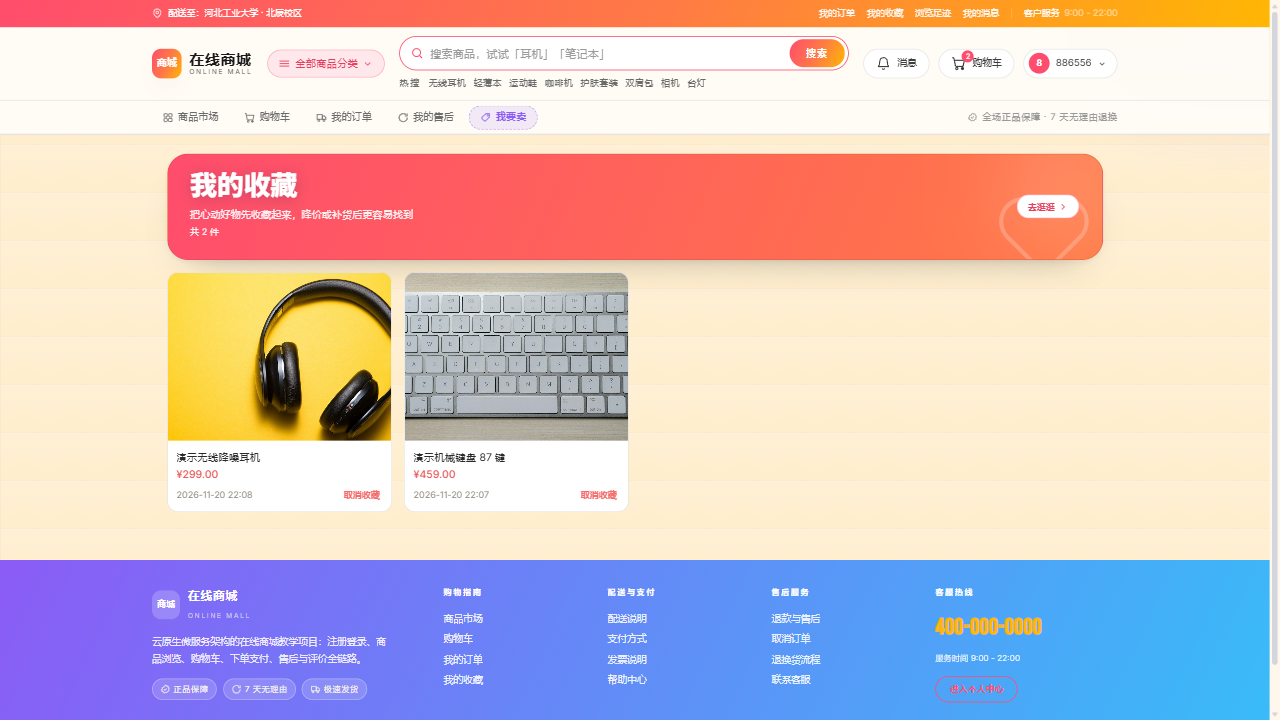 配送至：河北工业大学 · 北辰校区
我的订单 我的收藏 浏览足迹 我的消息 客户服务 9:00 - 22:00
商城 在线商城
ONLINE MALL
全部商品分类
搜索商品，试试「耳机」「笔记本」
搜索
热搜 无线耳机 轻薄本 运动鞋 咖啡机 护肤套装 双肩包 相机 台灯
消息
2
购物车
8 886556
商品市场 购物车 我的订单 我的售后 我要卖
全场正品保障 · 7 天无理由退换
我的收藏
把心动好物先收藏起来，降价或补货后更容易找到
共 2 件
去逛逛
演示无线降噪耳机
¥299.00
2026-11-20 22:08 取消收藏
演示机械键盘 87 键
¥459.00
2026-11-20 22:07 取消收藏
商城 在线商城
ONLINE MALL
云原生微服务架构的在线商城教学项目：注册登录、商
品浏览、购物车、下单支付、售后与评价全链路。
正品保障 7 天无理由 极速发货
购物指南
商品市场
购物车
我的订单
我的收藏
配送与支付
配送说明
支付方式
发票说明
帮助中心
售后服务
退款与售后
取消订单
退换货流程
联系客服
客服热线
400-000-0000
服务时间 9:00 - 22:00
进入个人中心